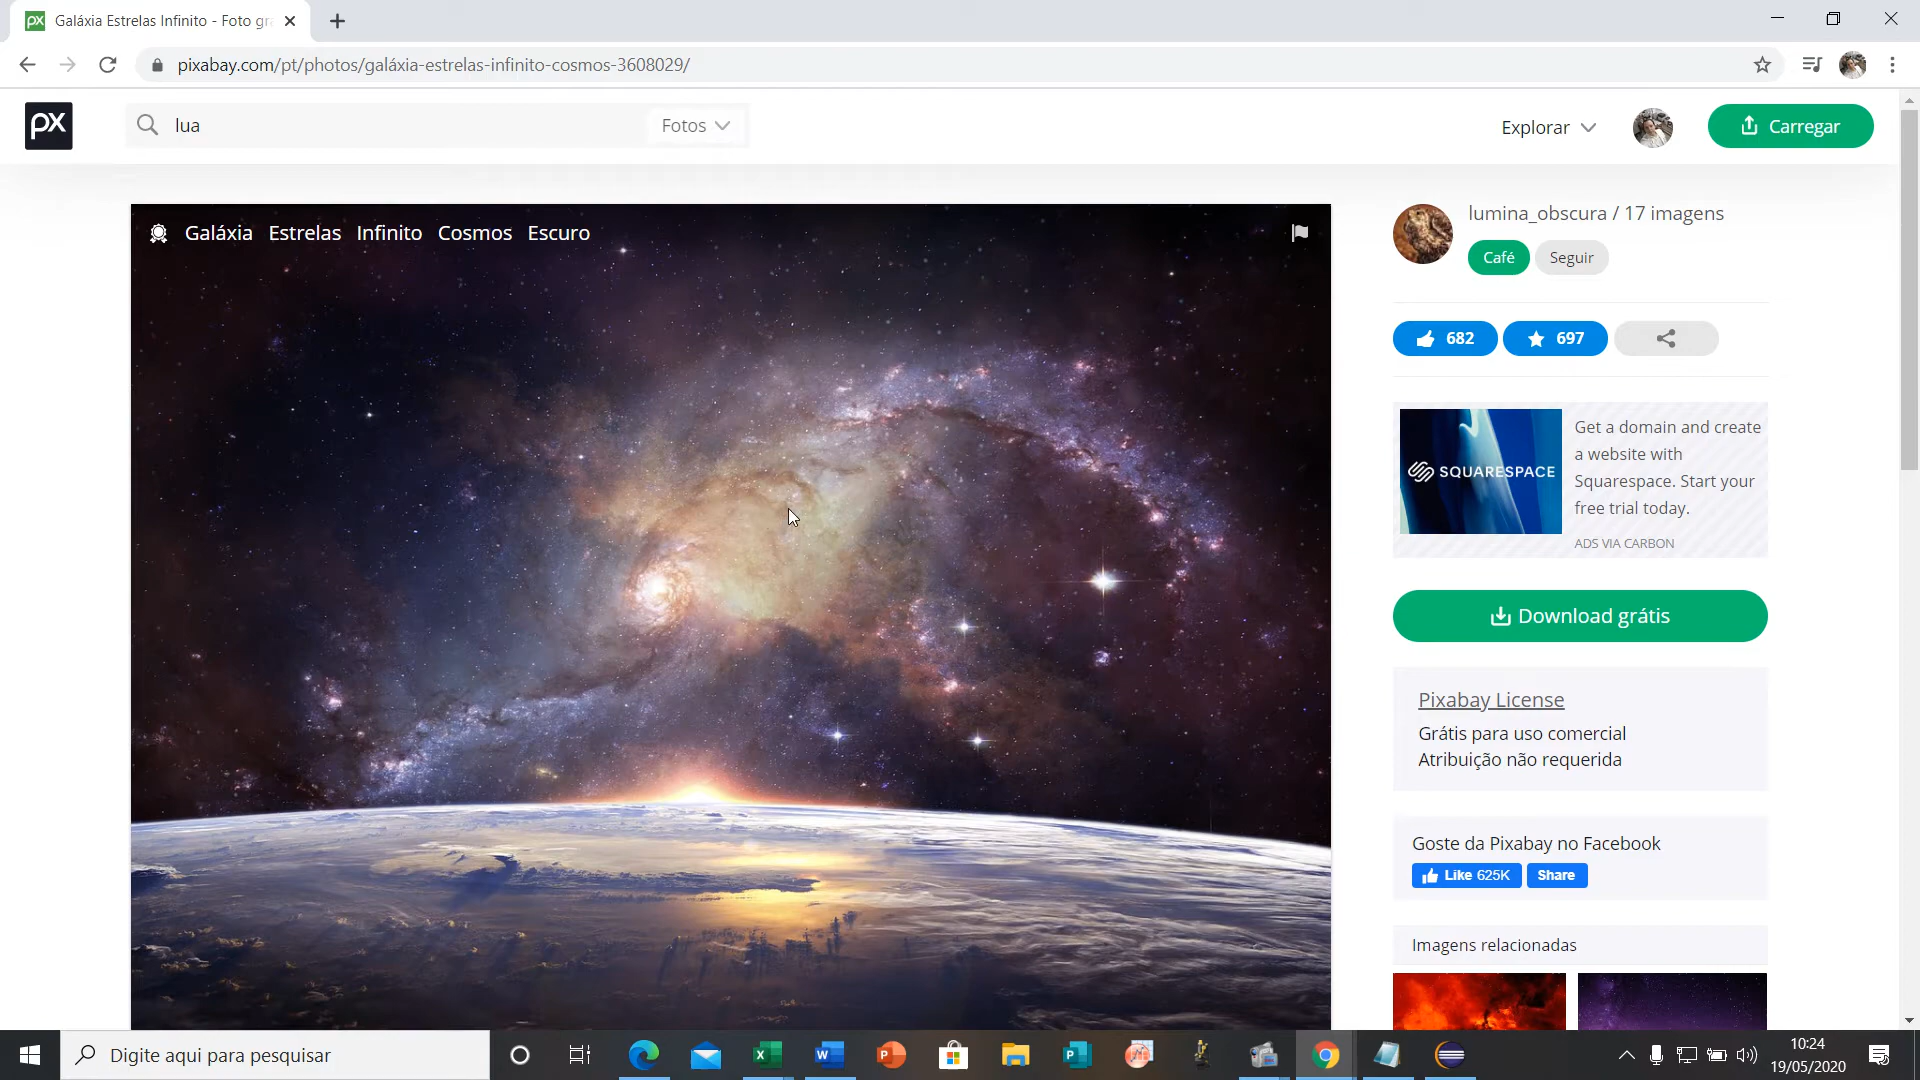 Galáxia Estrelas Infinito - Foto gr
pixabay.com/pt/photos/galáxia-estrelas-infinito-cosmos-3608029/
px
lua
Fotos
Explorar
Carregar
Galáxia Estrelas Infinito Cosmos Escuro
lumina_obscura / 17 imagens
Café
Seguir
682
697
SQUARESPACE
Get a domain and create
a website with
Squarespace. Start your
free trial today.
ADS VIA CARBON
Download grátis
Pixabay License
Grátis para uso comercial
Atribuição não requerida
Goste da Pixabay no Facebook
Like 625K
Share
Imagens relacionadas
Digite aqui para pesquisar
10:24
19/05/2020